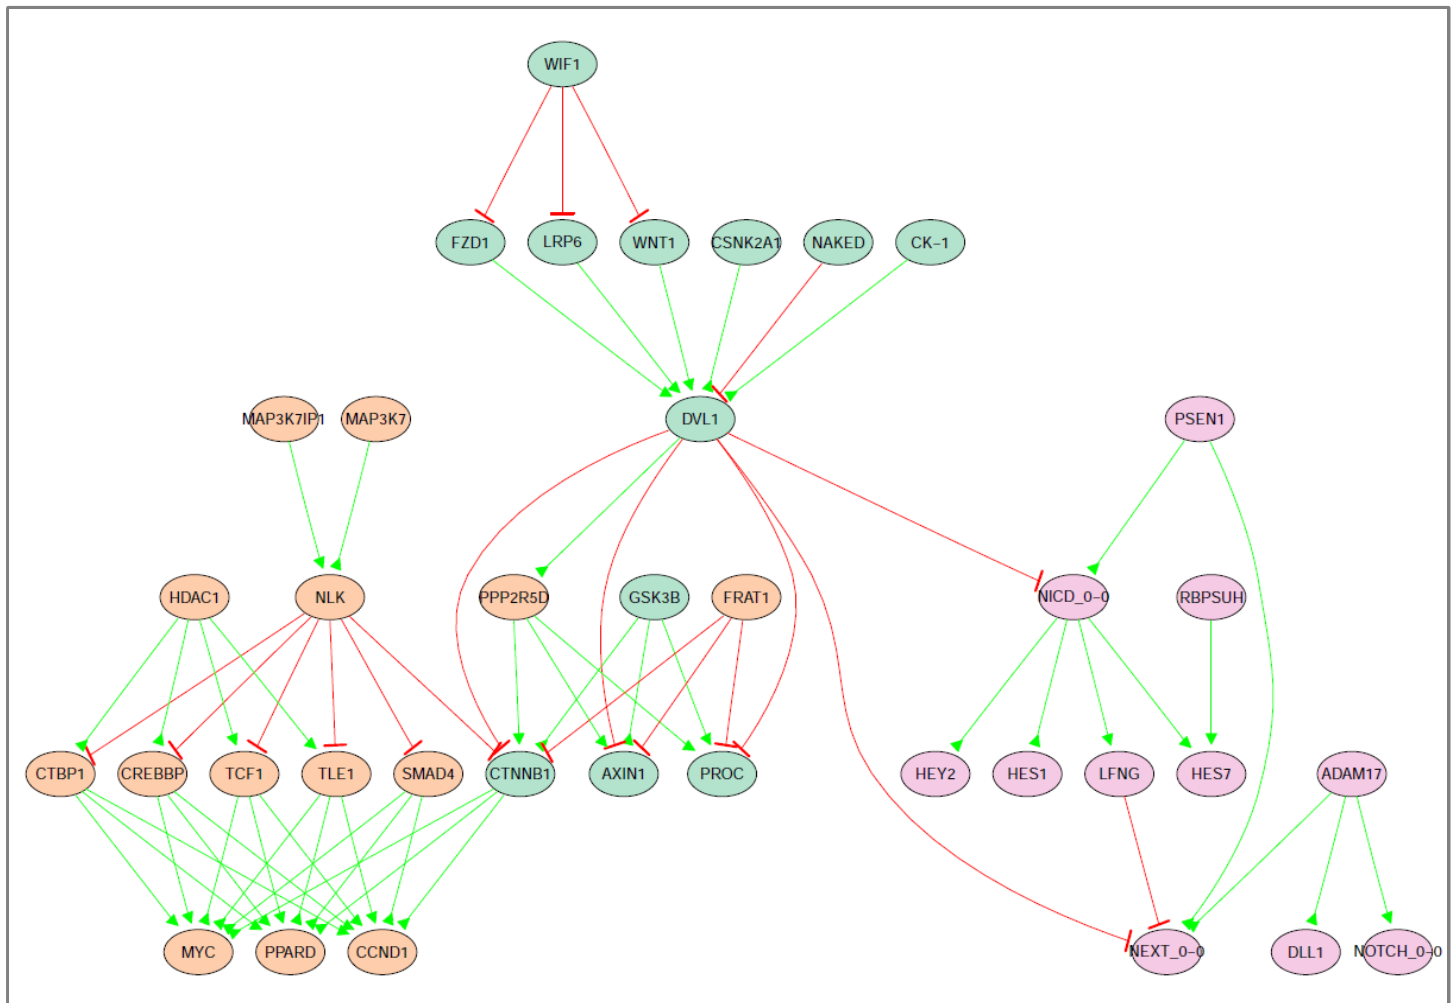 WIF1
FZD1
LRP6
WNT1
CSNK2A1
NAKED
CK-1
MAP3K7IP1
MAP3K7
DVL1
PSEN1
HDAC1
NLK
PPP2R5D
GSK3B
FRAT1
NICD_0-0
RBPSUH
CTBP1
CREBBP
TCF1
TLE1
SMAD4
CTNNB1
AXIN1
PROC
HEY2
HES1
LFNG
HES7
ADAM17
MYC
PPARD
CCND1
NEXT_0-0
DLL1
NOTCH_0-0